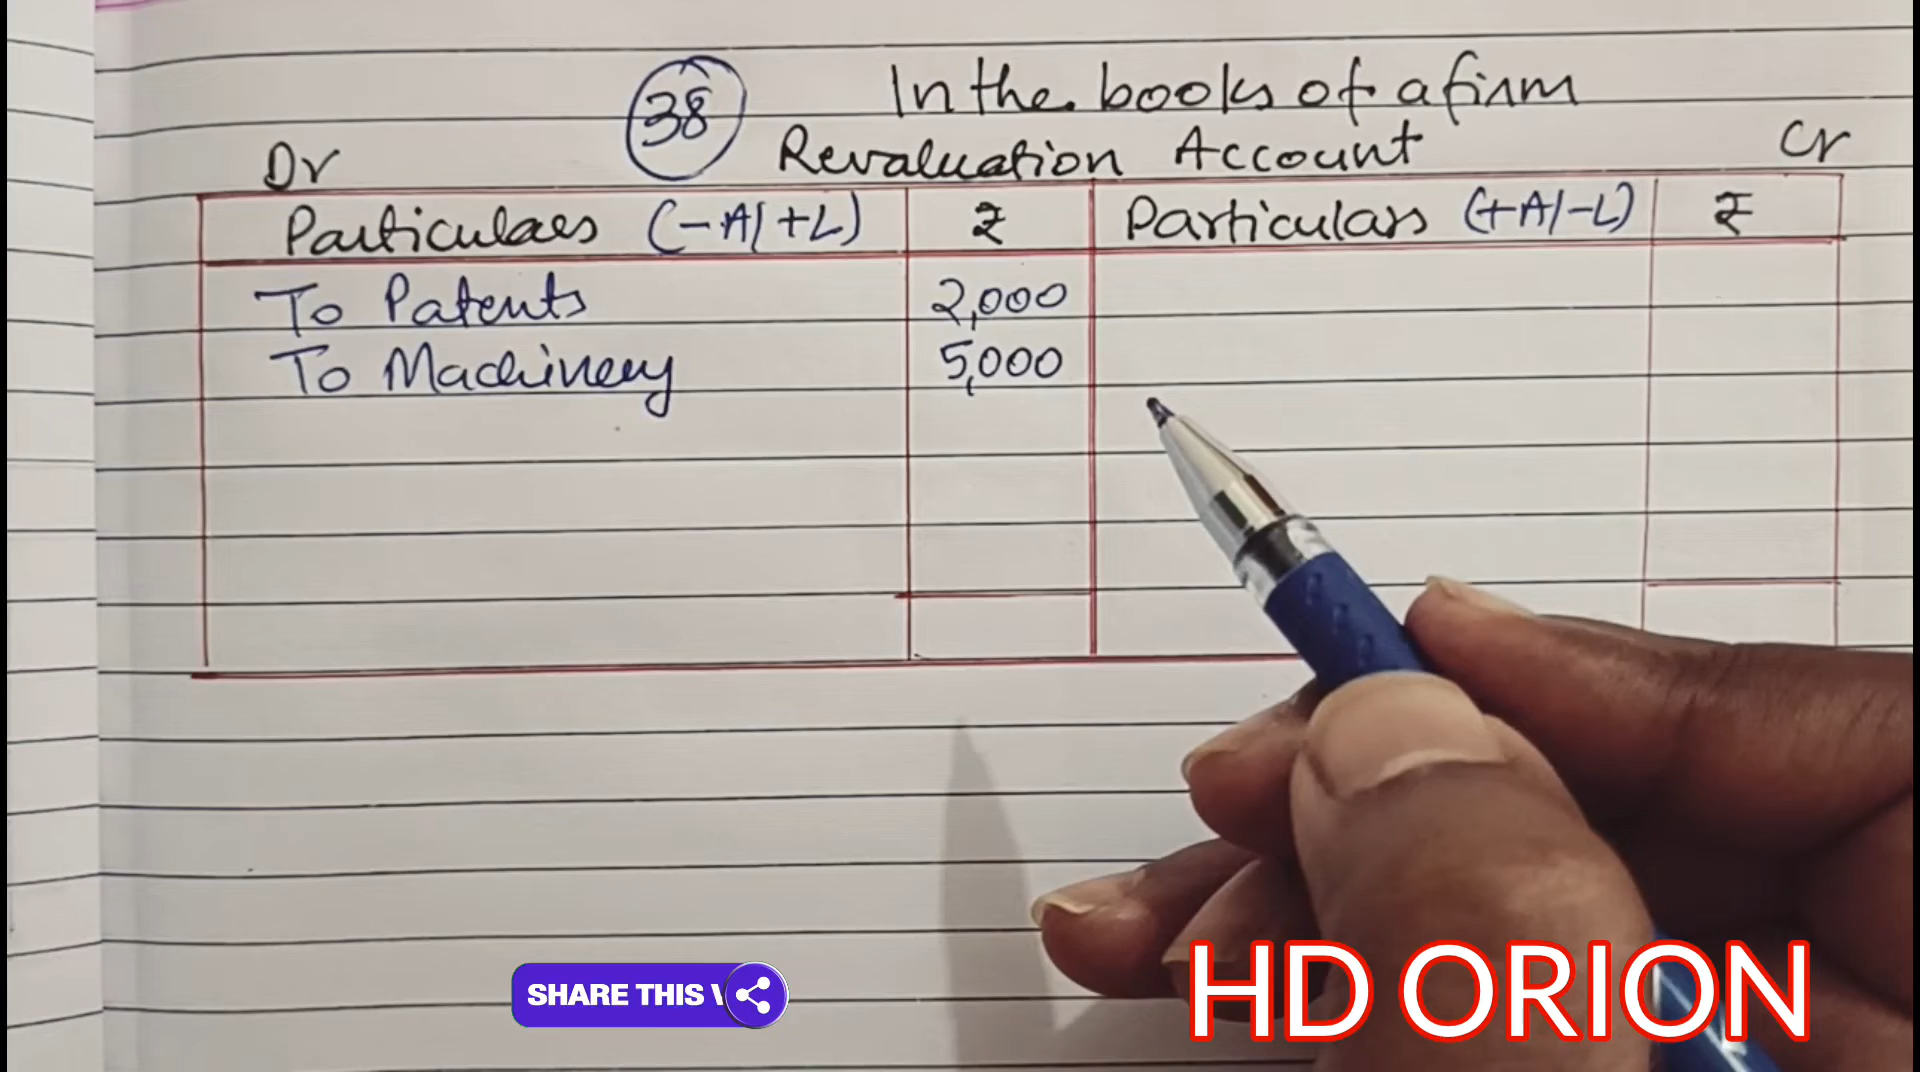 38
In the books of a firm
Dr
Revaluation Account
Cr
Particulars (-A/+L)
₹
Particulars (+A/-L)
₹
To Patents
2,000
To Machinery
5,000
SHARE THIS V
HD ORION